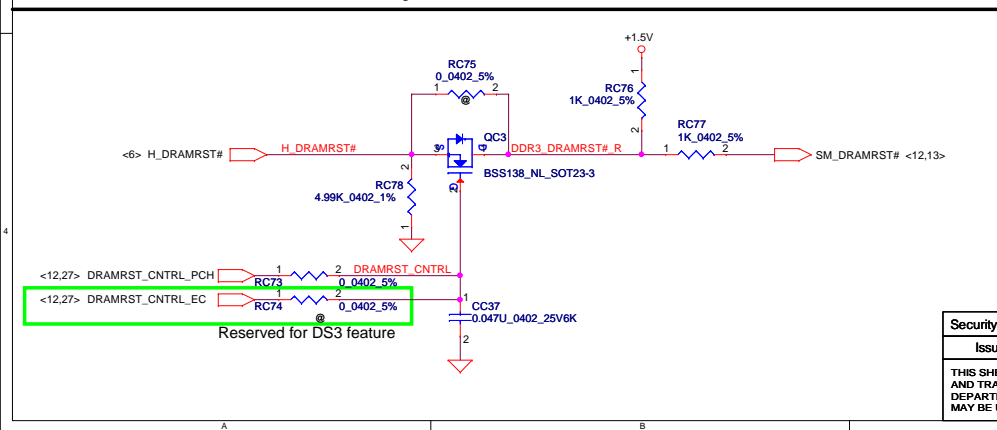 +1.5V
RC75
0_0402_5%
1 2
@
1
RC76
1K_0402_5%
2
QC3
RC77
1K_0402_5%
<6> H_DRAMRST#
H_DRAMRST#
3
S
D
DDR3_DRAMRST#_R
1 2
SM_DRAMRST# <12,13>
BSS138_NL_SOT23-3
2
RC78
4.99K_0402_1%
1
G
2
4
<12,27> DRAMRST_CNTRL_PCH
1 2
DRAMRST_CNTRL
RC73
0_0402_5%
<12,27> DRAMRST_CNTRL_EC
1 2
RC74
0_0402_5%
@
Reserved for DS3 feature
1
CC37
0.047U_0402_25V6K
2
Security
Issu
THIS SHE
AND TRA
DEPART
MAY BE
A
B